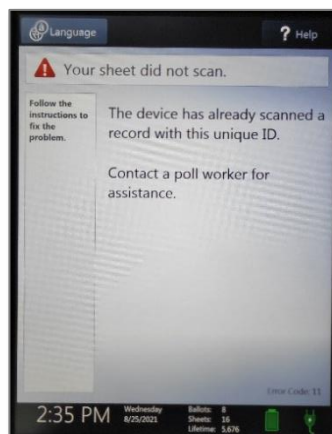 Language
? Help
Your sheet did not scan.
Follow the
instructions to
fix the
problem.
The device has already scanned a
record with this unique ID.
Contact a poll worker for
assistance.
Error Code: 11
2:35 PM
Wednesday
8/25/2021
Ballots: 8
Sheets: 16
Lifetime: 5,676